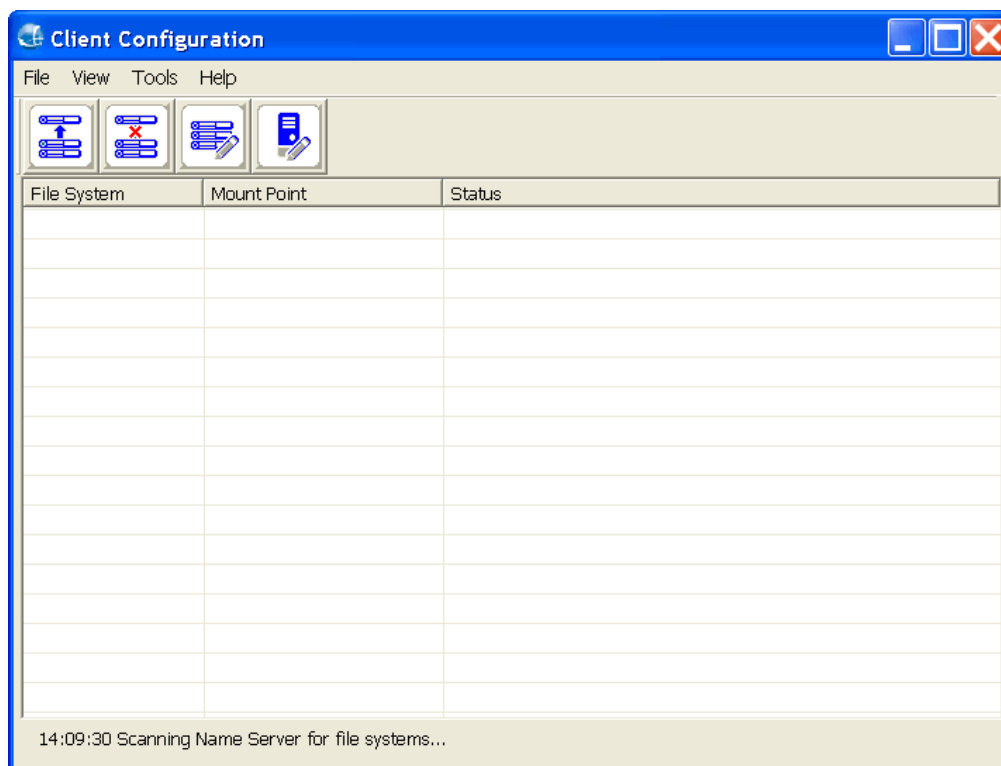 Client Configuration
File View Tools Help
File System Mount Point Status
14:09:30 Scanning Name Server for file systems...